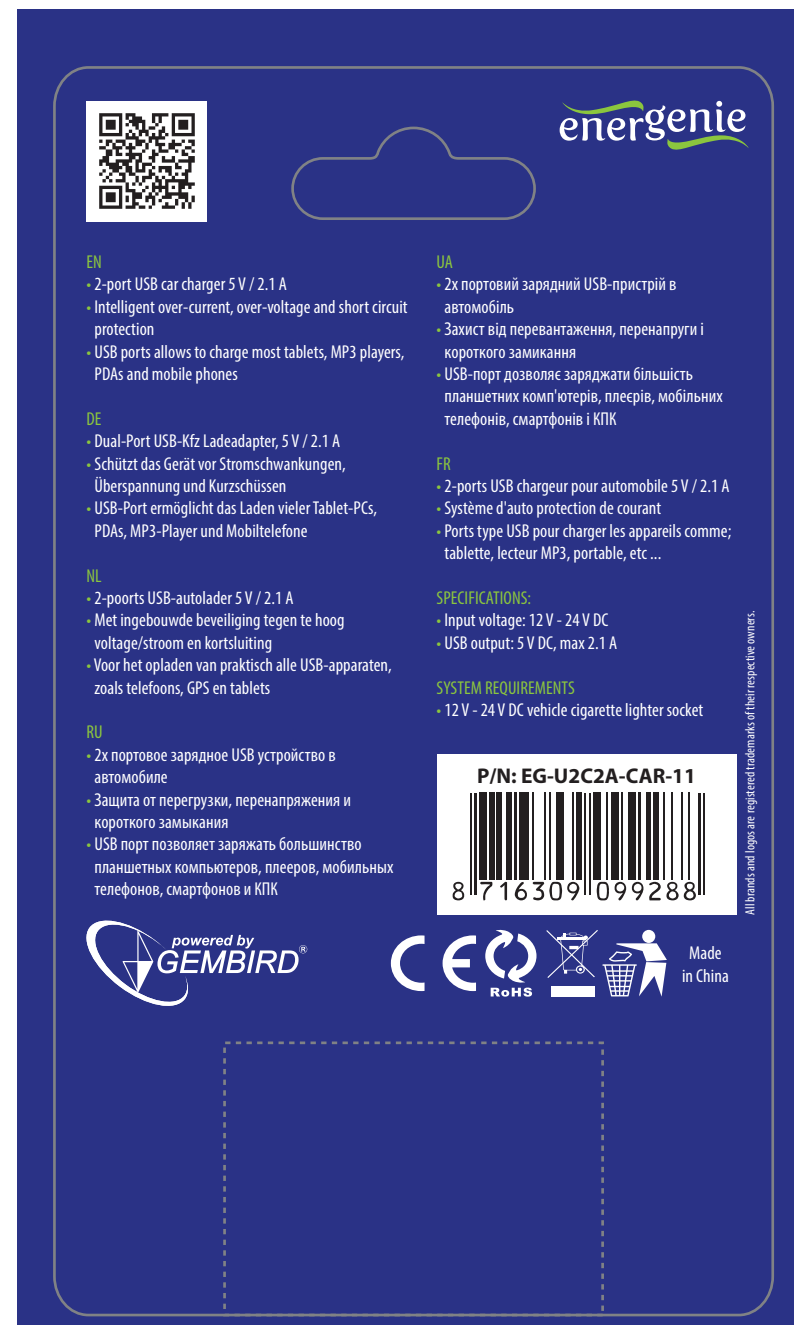 energenie
EN
• 2-port USB car charger 5 V / 2.1 A
• Intelligent over-current, over-voltage and short circuit
protection
• USB ports allows to charge most tablets, MP3 players,
PDAs and mobile phones
DE
• Dual-Port USB-Kfz Ladeadapter, 5 V / 2.1 A
• Schützt das Gerät vor Stromschwankungen,
Überspannung und Kurzschüssen
• USB-Port ermöglicht das Laden vieler Tablet-PCs,
PDAs, MP3-Player und Mobiltelefone
NL
• 2-poorts USB-autolader 5 V / 2.1 A
• Met ingebouwde beveiliging tegen te hoog
voltage/stroom en kortsluiting
• Voor het opladen van praktisch alle USB-apparaten,
zoals telefoons, GPS en tablets
RU
• 2x портовое зарядное USB устройство в
автомобиле
• Защита от перегрузки, перенапряжения и
короткого замыкания
• USB порт позволяет заряжать большинство
планшетных компьютеров, плееров, мобильных
телефонов, смартфонов и КПК
UA
• 2x портовий зарядний USB-пристрій в
автомобіль
• Захист від перевантаження, перенапруги і
короткого замикання
• USB-порт дозволяє заряджати більшість
планшетних комп'ютерів, плеєрів, мобільних
телефонів, смартфонів і КПК
FR
• 2-ports USB chargeur pour automobile 5 V / 2.1 A
• Système d'auto protection de courant
• Ports type USB pour charger les appareils comme;
tablette, lecteur MP3, portable, etc ...
SPECIFICATIONS:
• Input voltage: 12 V - 24 V DC
• USB output: 5 V DC, max 2.1 A
SYSTEM REQUIREMENTS
• 12 V - 24 V DC vehicle cigarette lighter socket
All brands and logos are registered trademarks of their respective owners.
P/N: EG-U2C2A-CAR-11
8 716309 099288
powered by
GEMBIRD®
CE
RoHS
Made
in China